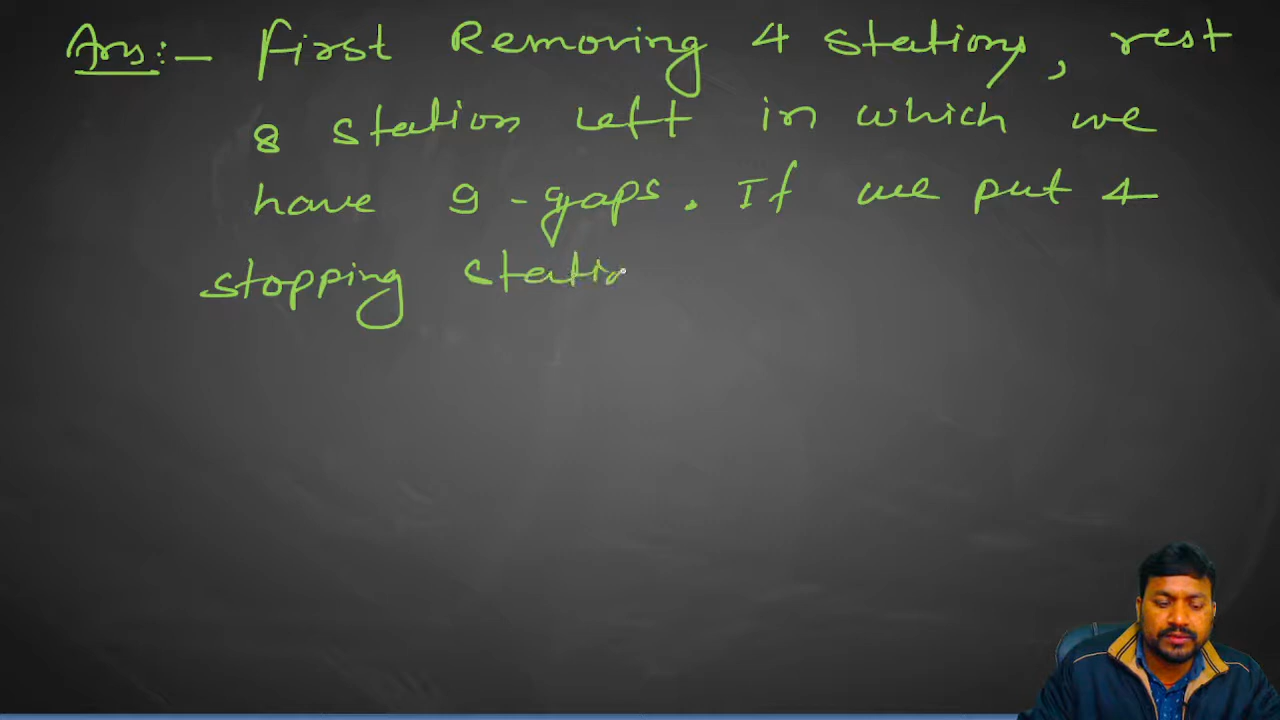 Ans:- First Removing 4 stations, rest
8 station left in which we
have 9-gaps. If we put 4
stopping statio